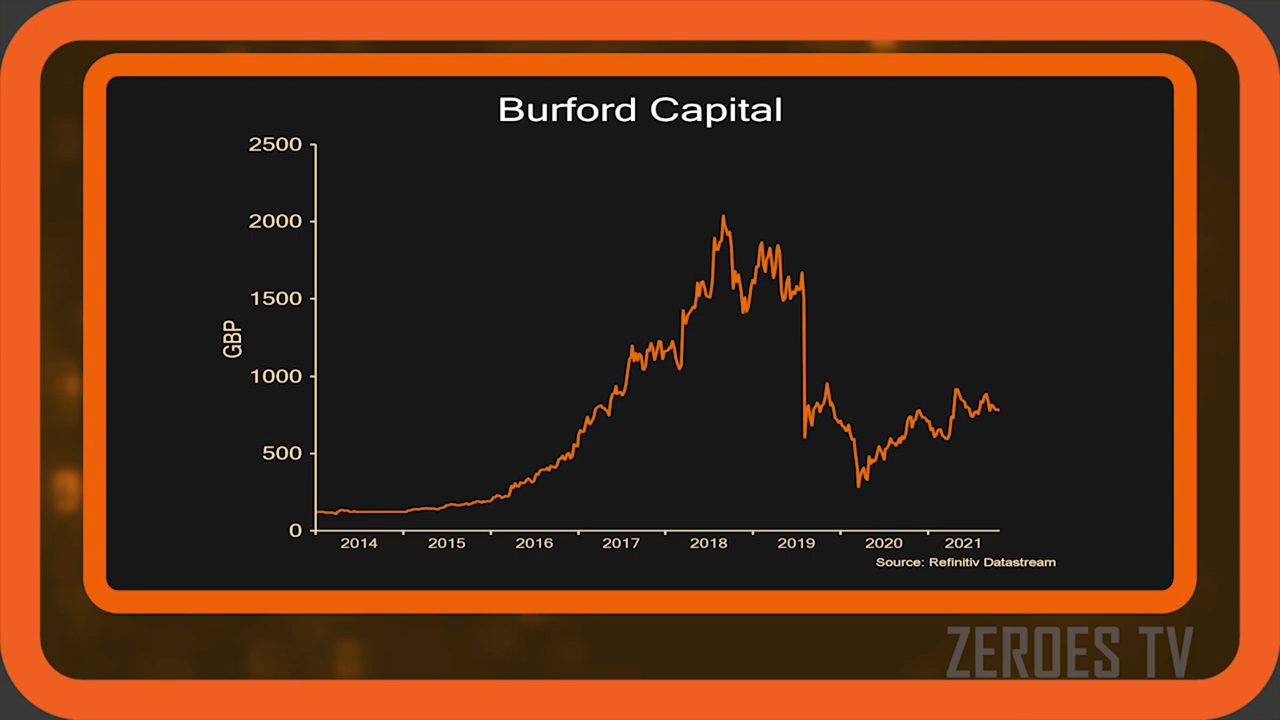 Burford Capital
2500
2000
1500
1000
500
0
GBP
2014 2015 2016 2017 2018 2019 2020 2021
Source: Refinitiv Datastream
ZEROES TV